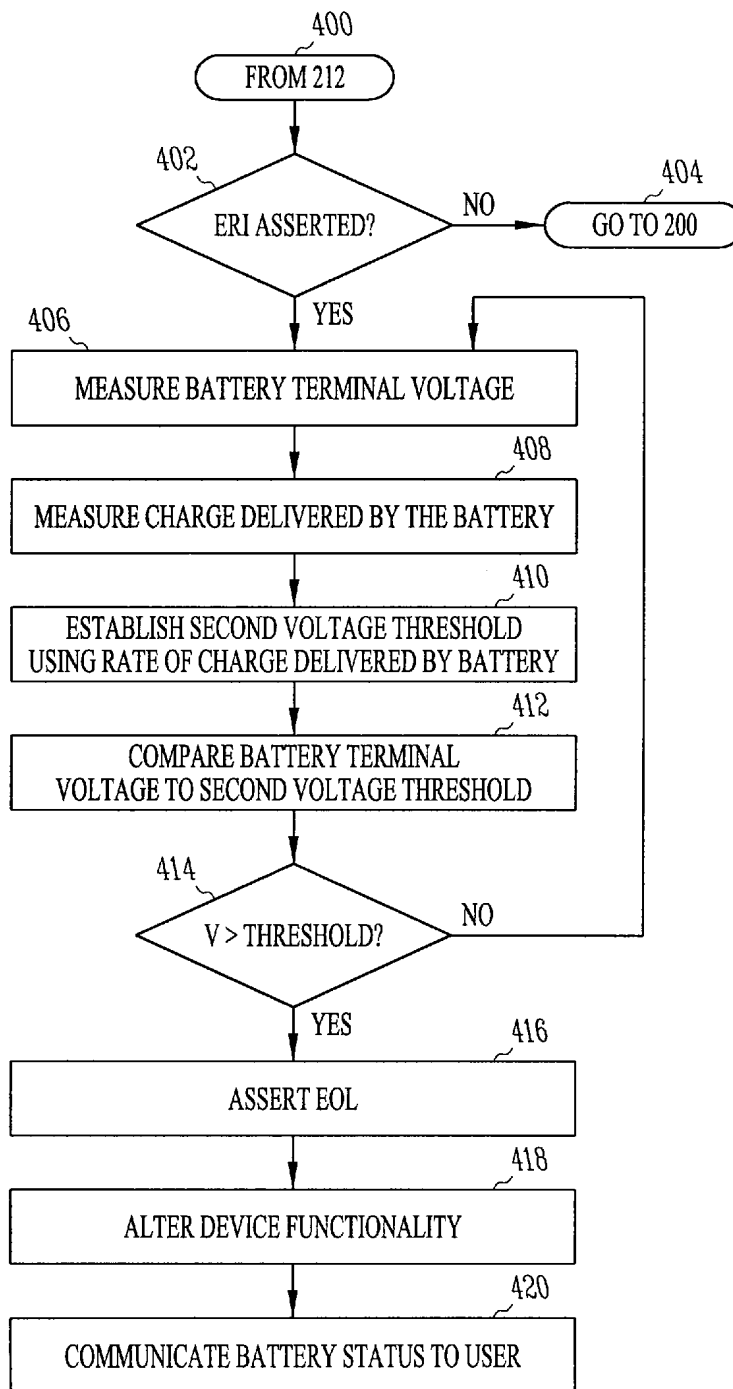 400
FROM 212
402
ERI ASSERTED?
NO
404
GO TO 200
YES
406
MEASURE BATTERY TERMINAL VOLTAGE
408
MEASURE CHARGE DELIVERED BY THE BATTERY
410
ESTABLISH SECOND VOLTAGE THRESHOLD
USING RATE OF CHARGE DELIVERED BY BATTERY
412
COMPARE BATTERY TERMINAL
VOLTAGE TO SECOND VOLTAGE THRESHOLD
414
V > THRESHOLD?
NO
YES
416
ASSERT EOL
418
ALTER DEVICE FUNCTIONALITY
420
COMMUNICATE BATTERY STATUS TO USER